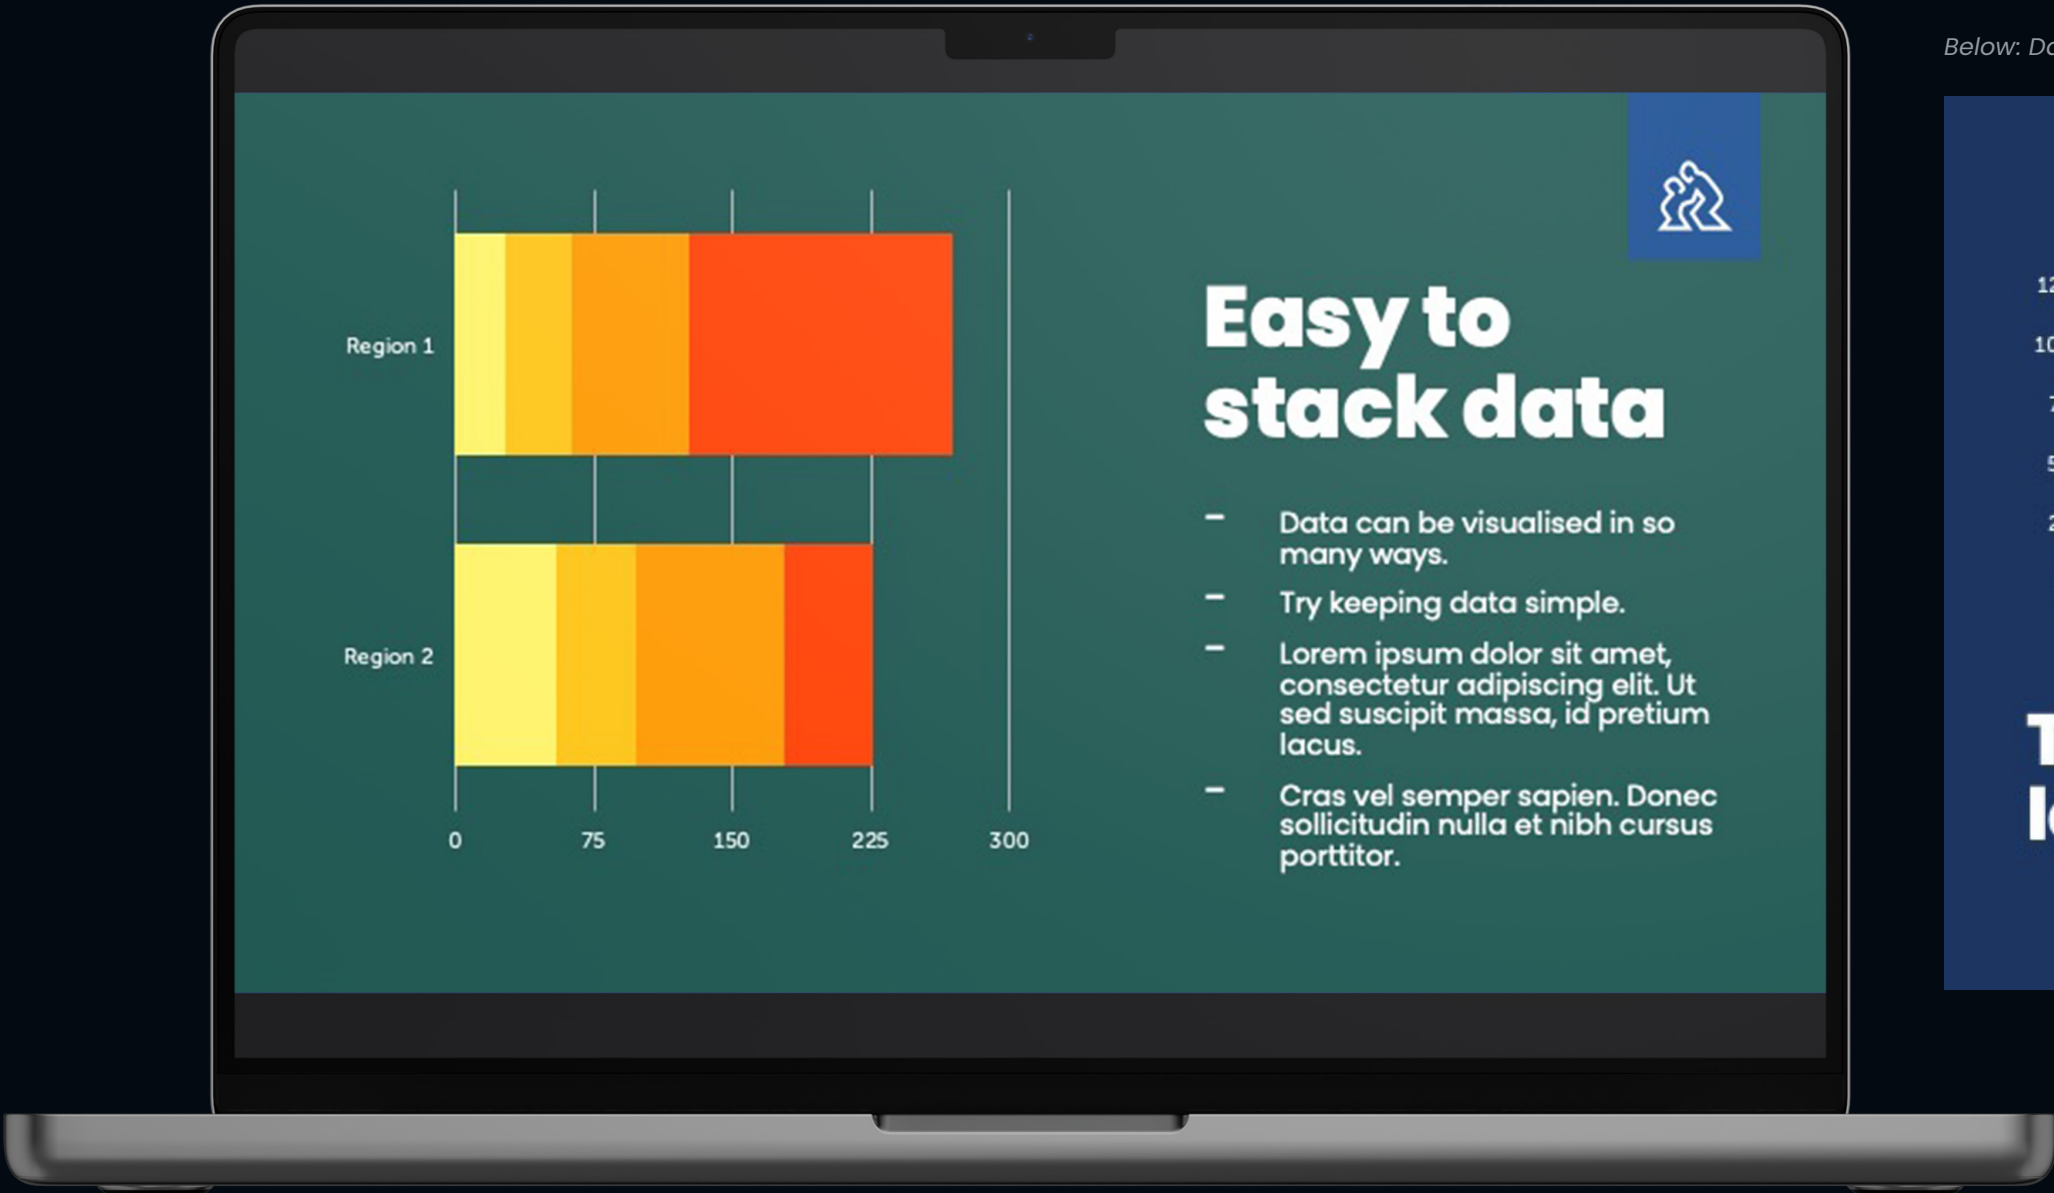 Below:
Region 1
Region 2
0 75 150 225 300
Easy to
stack data
– Data can be visualised in so
many ways.
– Try keeping data simple.
– Lorem ipsum dolor sit amet,
consectetur adipiscing elit. Ut
sed suscipit massa, id pretium
lacus.
– Cras vel semper sapien. Donec
sollicitudin nulla et nibh cursus
porttitor.